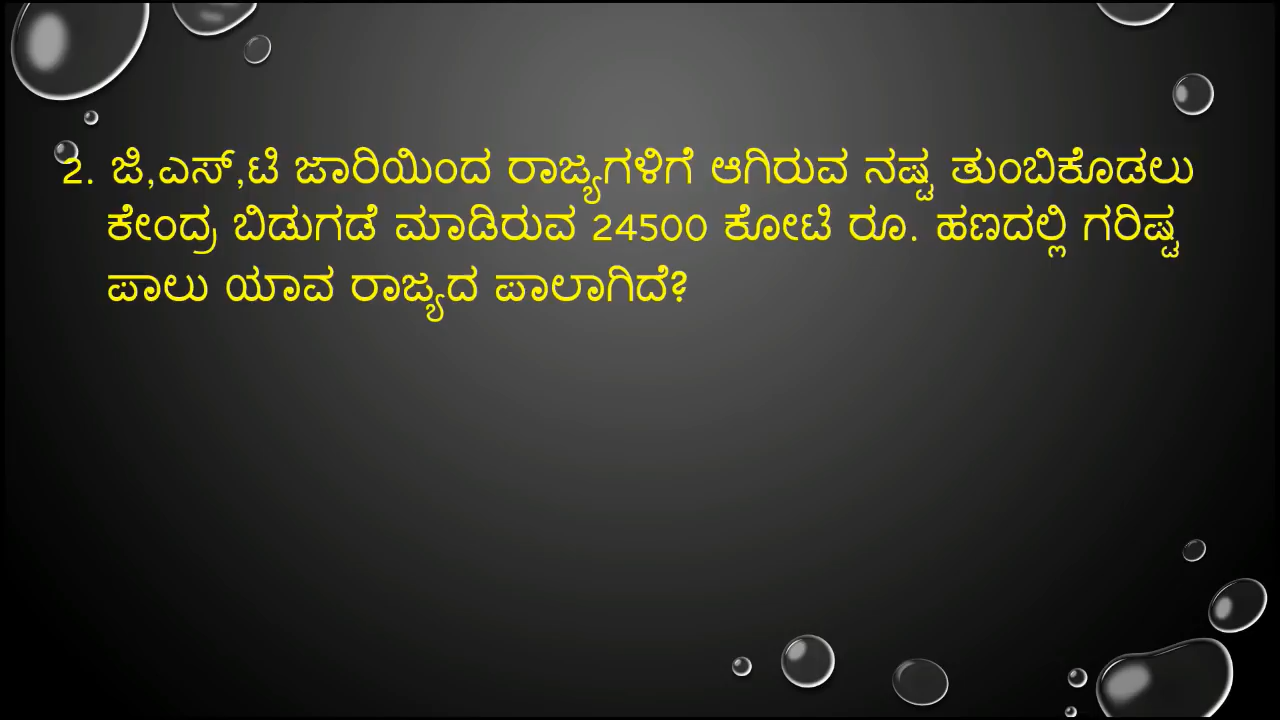 2. ಜಿ,ಎಸ್,ಟಿ ಜಾರಿಯಿಂದ ರಾಜ್ಯಗಳಿಗೆ ಆಗಿರುವ ನಷ್ಟ ತುಂಬಿಕೊಡಲು
ಕೇಂದ್ರ ಬಿಡುಗಡೆ ಮಾಡಿರುವ 24500 ಕೋಟಿ ರೂ. ಹಣದಲ್ಲಿ ಗರಿಷ್ಟ
ಪಾಲು ಯಾವ ರಾಜ್ಯದ ಪಾಲಾಗಿದೆ?